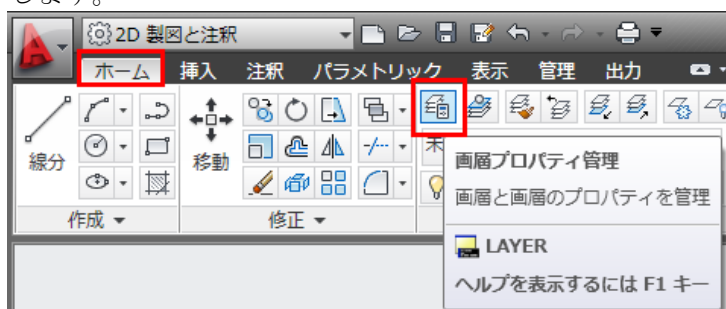 します。
2D 製図と注釈
ホーム 挿入 注釈 パラメトリック 表示 管理 出力
線分 移動
作成 修正
画層プロパティ管理
画層と画層のプロパティを管理
LAYER
ヘルプを表示するには F1 キー